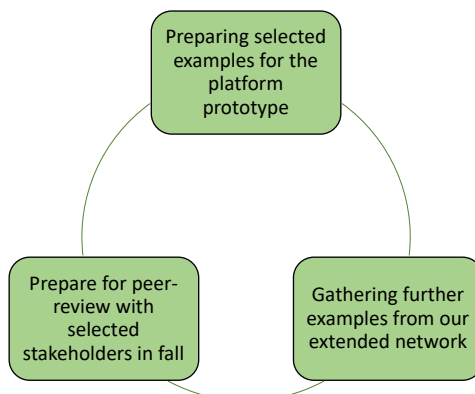 Preparing selected
examples for the
platform
prototype
Gathering further
examples from our
extended network
Prepare for peer-
review with
selected
stakeholders in fall